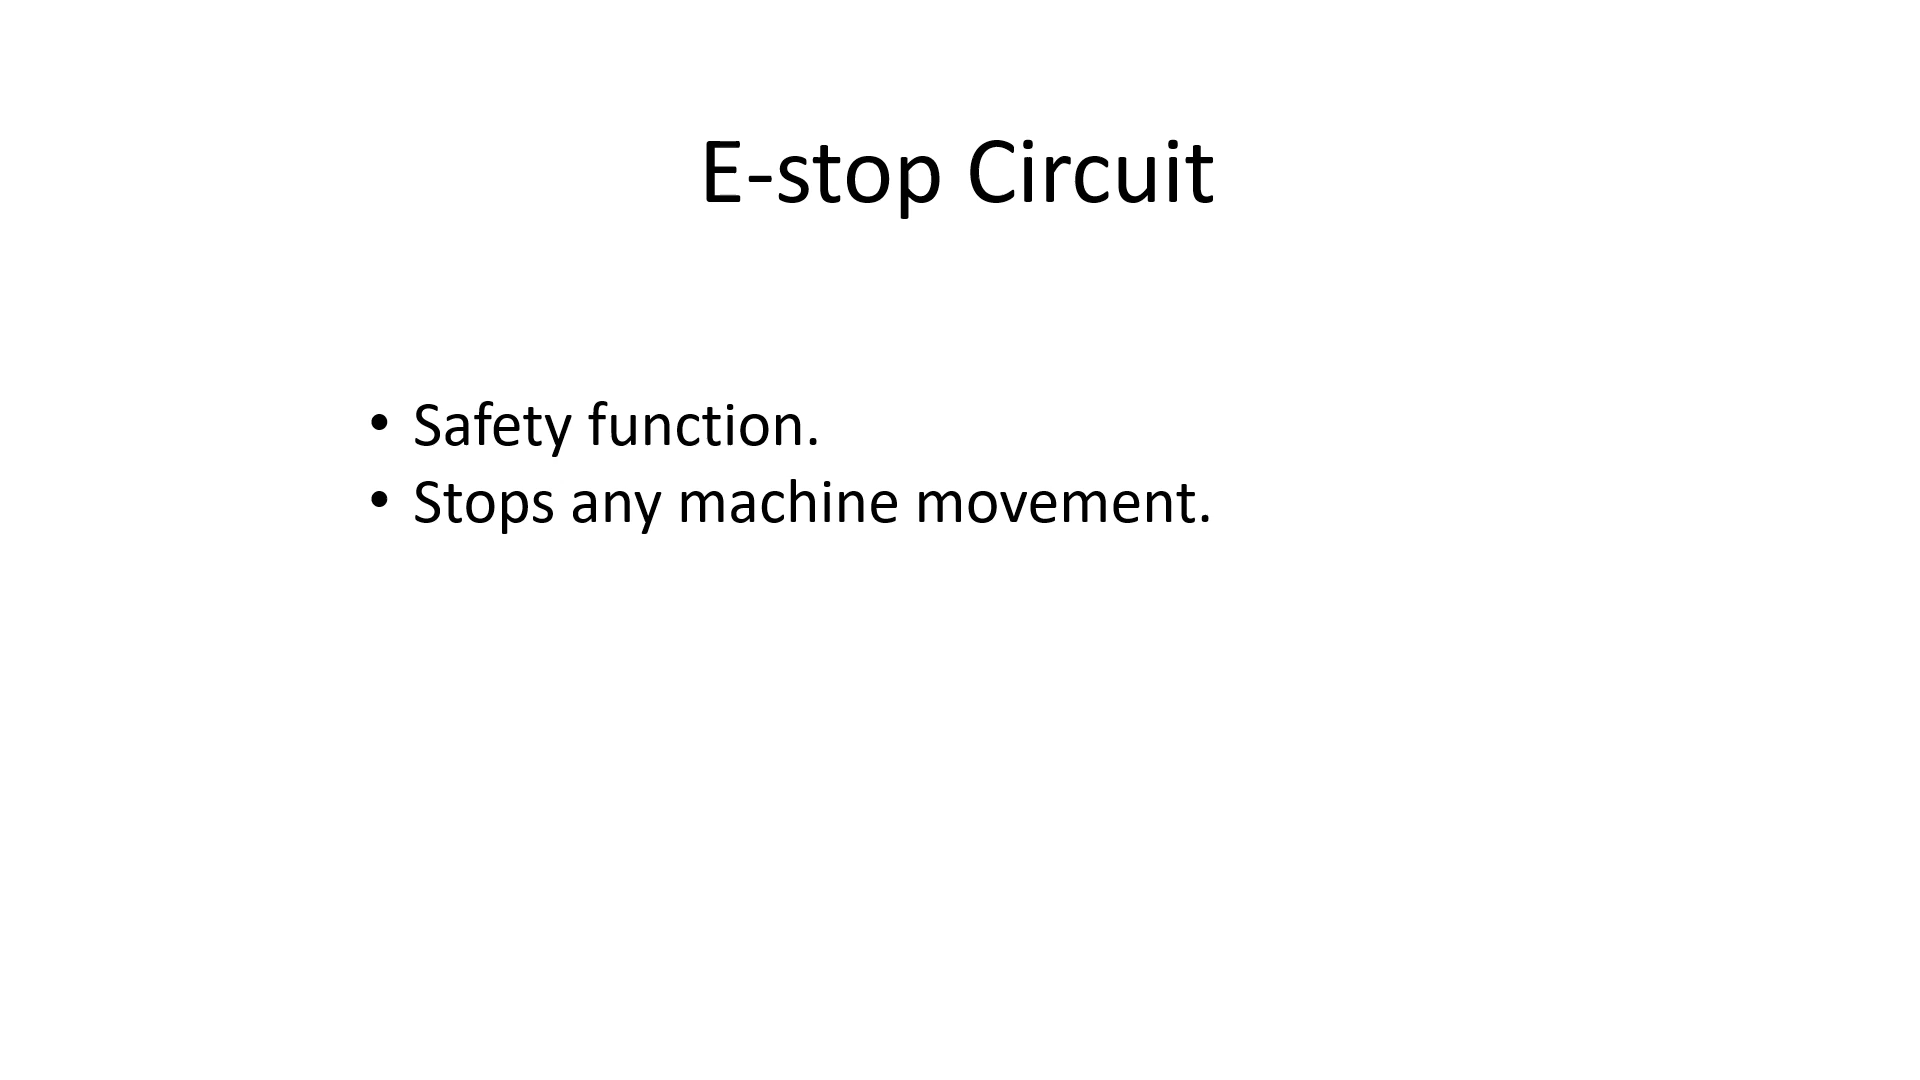 E-stop Circuit
• Safety function.
• Stops any machine movement.